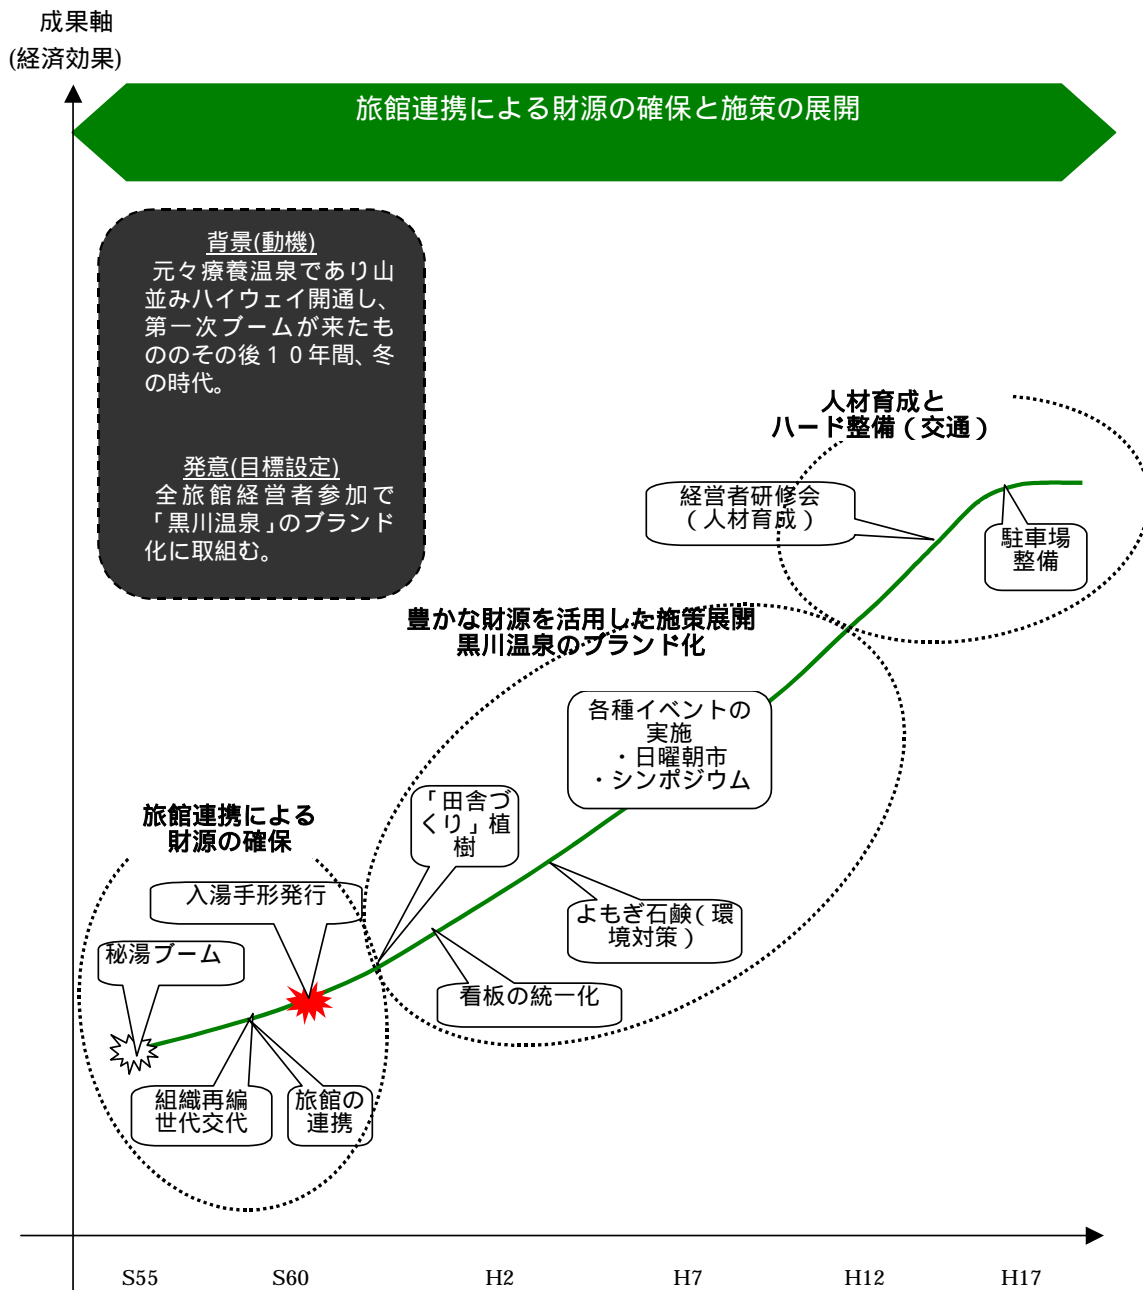 成果軸
(経済効果)
旅館連携による財源の確保と施策の展開
背景(動機)
元々療養温泉であり山
並みハイウェイ開通し、
第一次ブームが来たも
ののその後１０年間、冬
の時代。
発意(目標設定)
全旅館経営者参加で
「黒川温泉」のブランド
化に取組む。
人材育成と
ハード整備（交通）
経営者研修会
（人材育成）
駐車場
整備
豊かな財源を活用した施策展開
黒川温泉のブランド化
各種イベントの
実施
・日曜朝市
・シンポジウム
「田舎づ
くり」植
樹
よもぎ石鹸（環
境対策）
看板の統一化
旅館連携による
財源の確保
入湯手形発行
秘湯ブーム
組織再編
世代交代
旅館の
連携
S55
S60
H2
H7
H12
H17